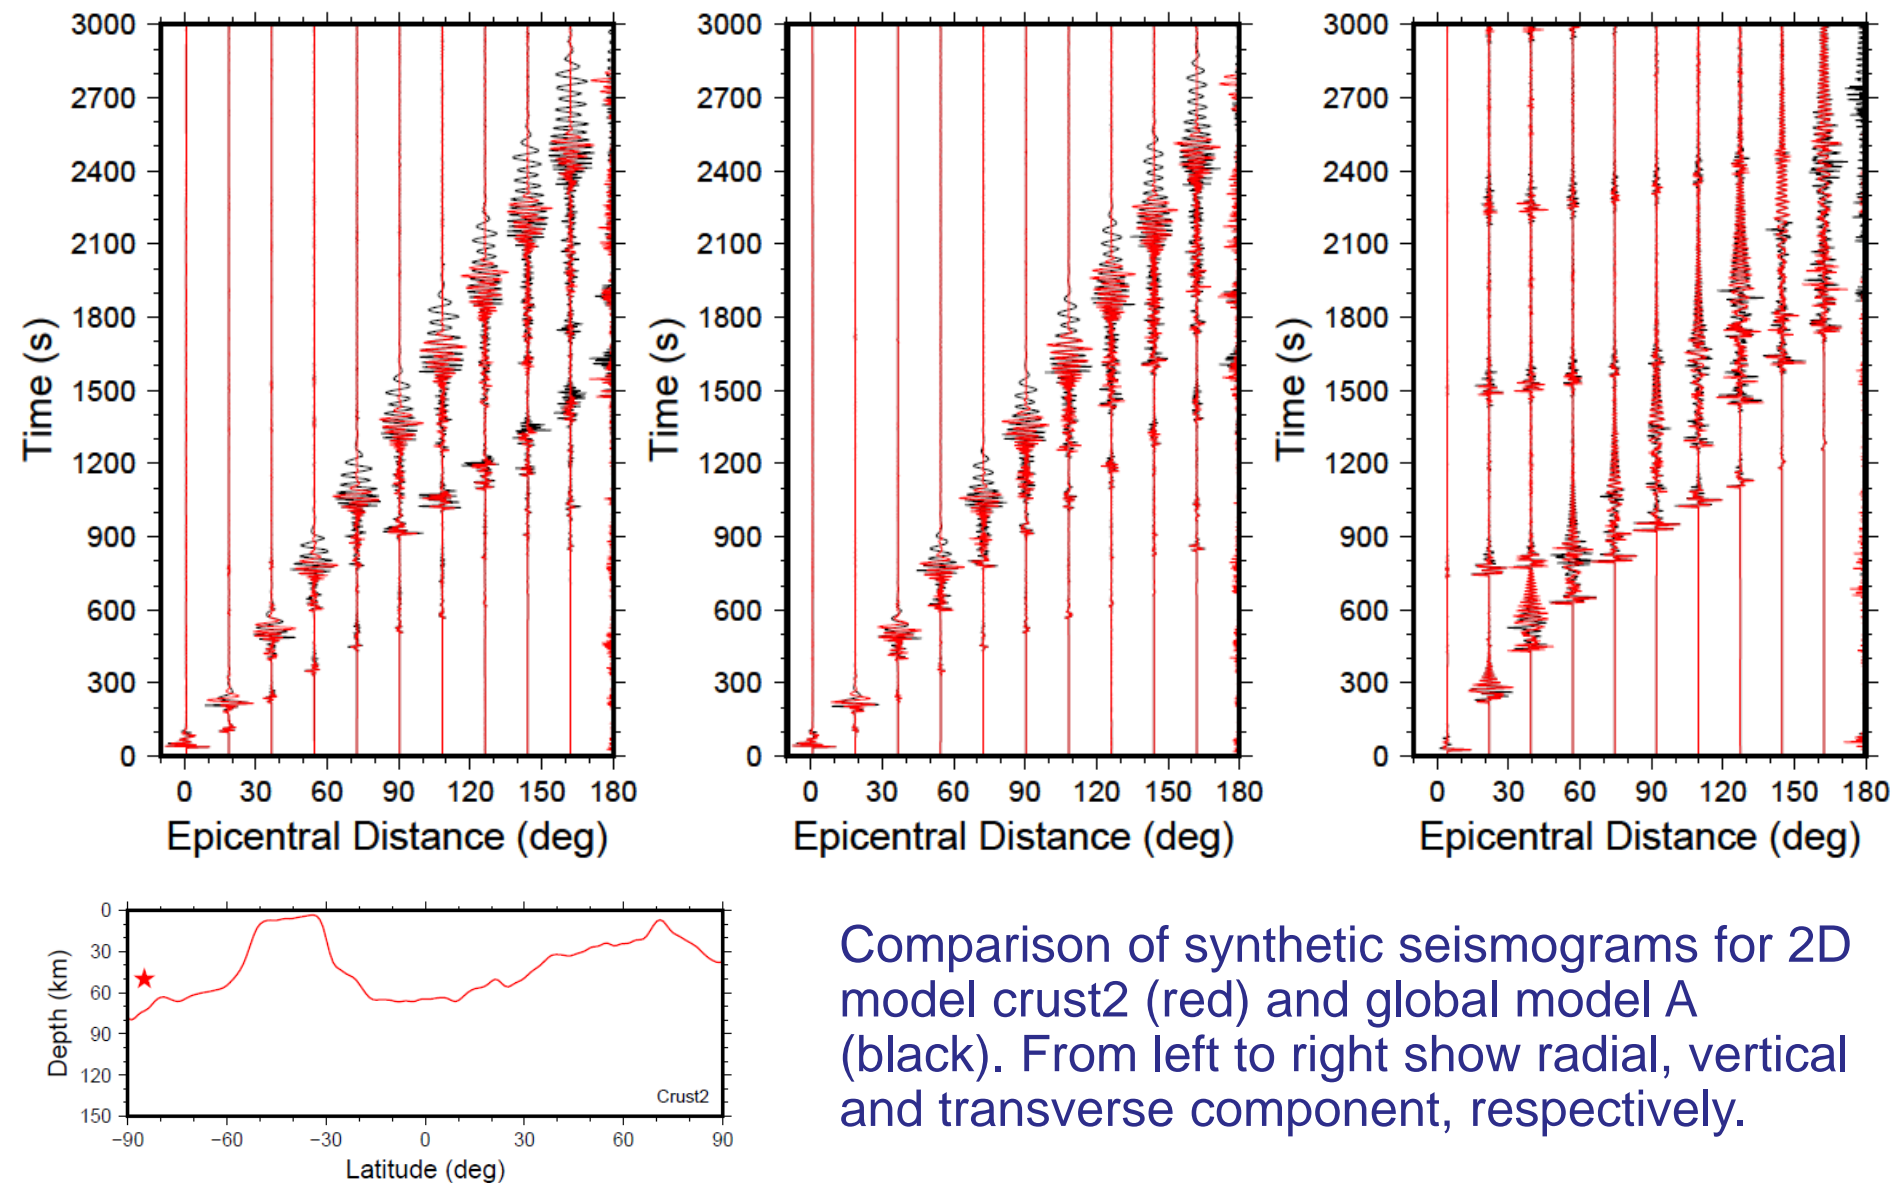 3000
2700
2400
2100
1800
1500
1200
900
600
300
0
Time (s)
0 30 60 90 120 150 180
Epicentral Distance (deg)
3000
2700
2400
2100
1800
1500
1200
900
600
300
0
Time (s)
0 30 60 90 120 150 180
Epicentral Distance (deg)
3000
2700
2400
2100
1800
1500
1200
900
600
300
0
Time (s)
0 30 60 90 120 150 180
Epicentral Distance (deg)
0
30
60
90
120
150
Depth (km)
Crust2
−90 −60 −30 0 30 60 90
Latitude (deg)
Comparison of synthetic seismograms for 2D
model crust2 (red) and global model A
(black). From left to right show radial, vertical
and transverse component, respectively.